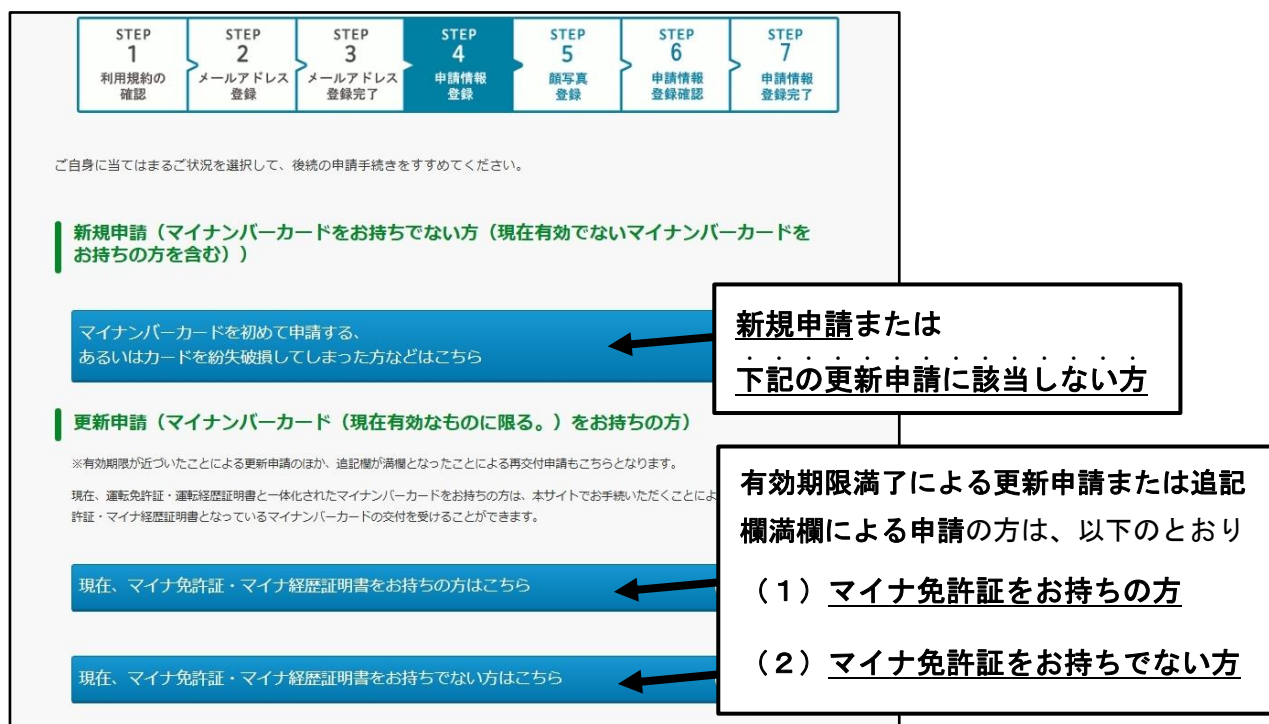 STEP
1
利用規約の
確認
STEP
2
メールアドレス
登録
STEP
3
メールアドレス
登録完了
STEP
4
申請情報
登録
STEP
5
顔写真
登録
STEP
6
申請情報
登録確認
STEP
7
申請情報
登録完了
ご自身に当てはまるご状況を選択して、後続の申請手続きをすすめてください。
新規申請（マイナンバーカードをお持ちでない方（現在有効でないマイナンバーカードを
お持ちの方を含む））
マイナンバーカードを初めて申請する、
あるいはカードを紛失破損してしまった方などはこちら
新規申請または
下記の更新申請に該当しない方
更新申請（マイナンバーカード（現在有効なものに限る。）をお持ちの方）
※有効期限が近づいたことによる更新申請のほか、追記欄が満欄となったことによる再交付申請もこちらとなります。
現在、運転免許証・運転経歴証明書と一体化されたマイナンバーカードをお持ちの方は、本サイトでお手続いただくことによ
許証・マイナ経歴証明書となっているマイナンバーカードの交付を受けることができます。
現在、マイナ免許証・マイナ経歴証明書をお持ちの方はこちら
現在、マイナ免許証・マイナ経歴証明書をお持ちでない方はこちら
有効期限満了による更新申請または追記
欄満欄による申請の方は、以下のとおり
（１）マイナ免許証をお持ちの方
（２）マイナ免許証をお持ちでない方